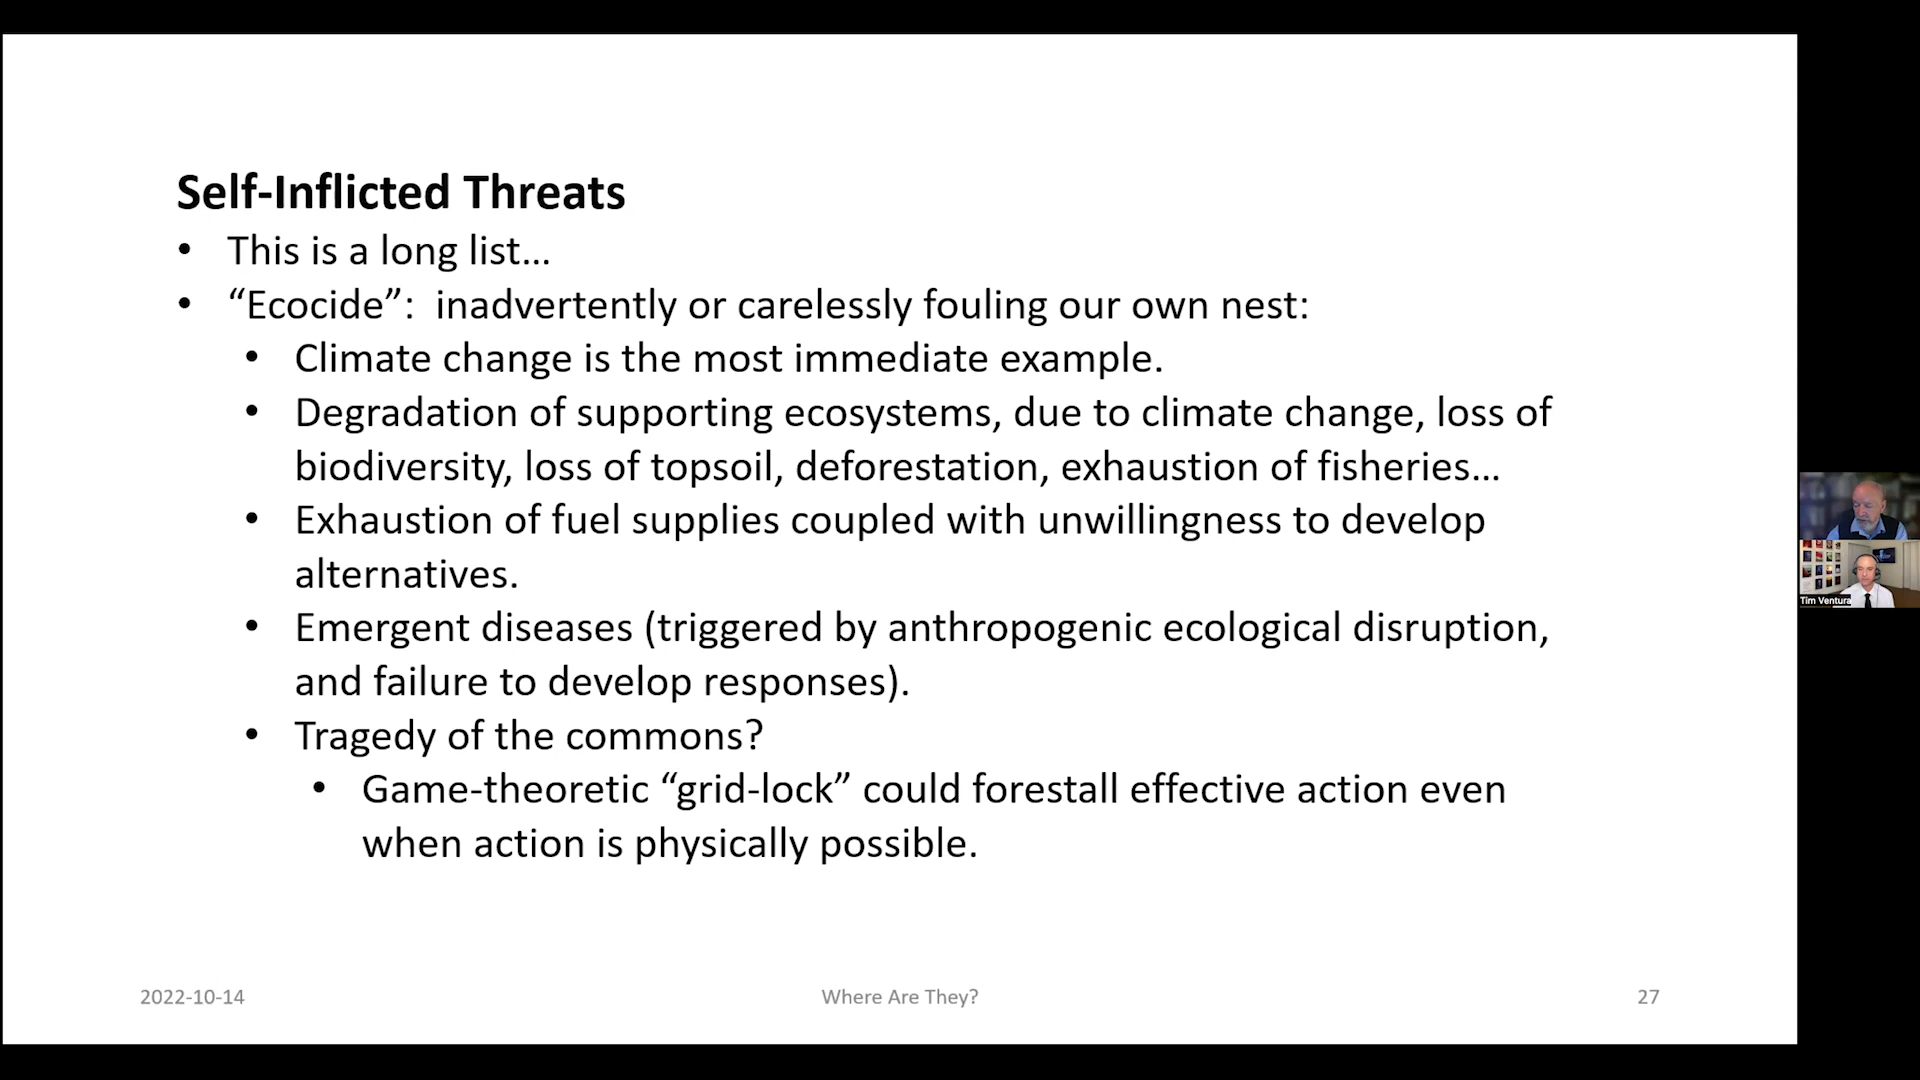 Self-Inflicted Threats
• This is a long list…
• “Ecocide”:  inadvertently or carelessly fouling our own nest:
• Climate change is the most immediate example.
• Degradation of supporting ecosystems, due to climate change, loss of
biodiversity, loss of topsoil, deforestation, exhaustion of fisheries…
• Exhaustion of fuel supplies coupled with unwillingness to develop
alternatives.
• Emergent diseases (triggered by anthropogenic ecological disruption,
and failure to develop responses).
• Tragedy of the commons?
• Game-theoretic “grid-lock” could forestall effective action even
when action is physically possible.
2022-10-14
Where Are They?
27
Tim Ventura